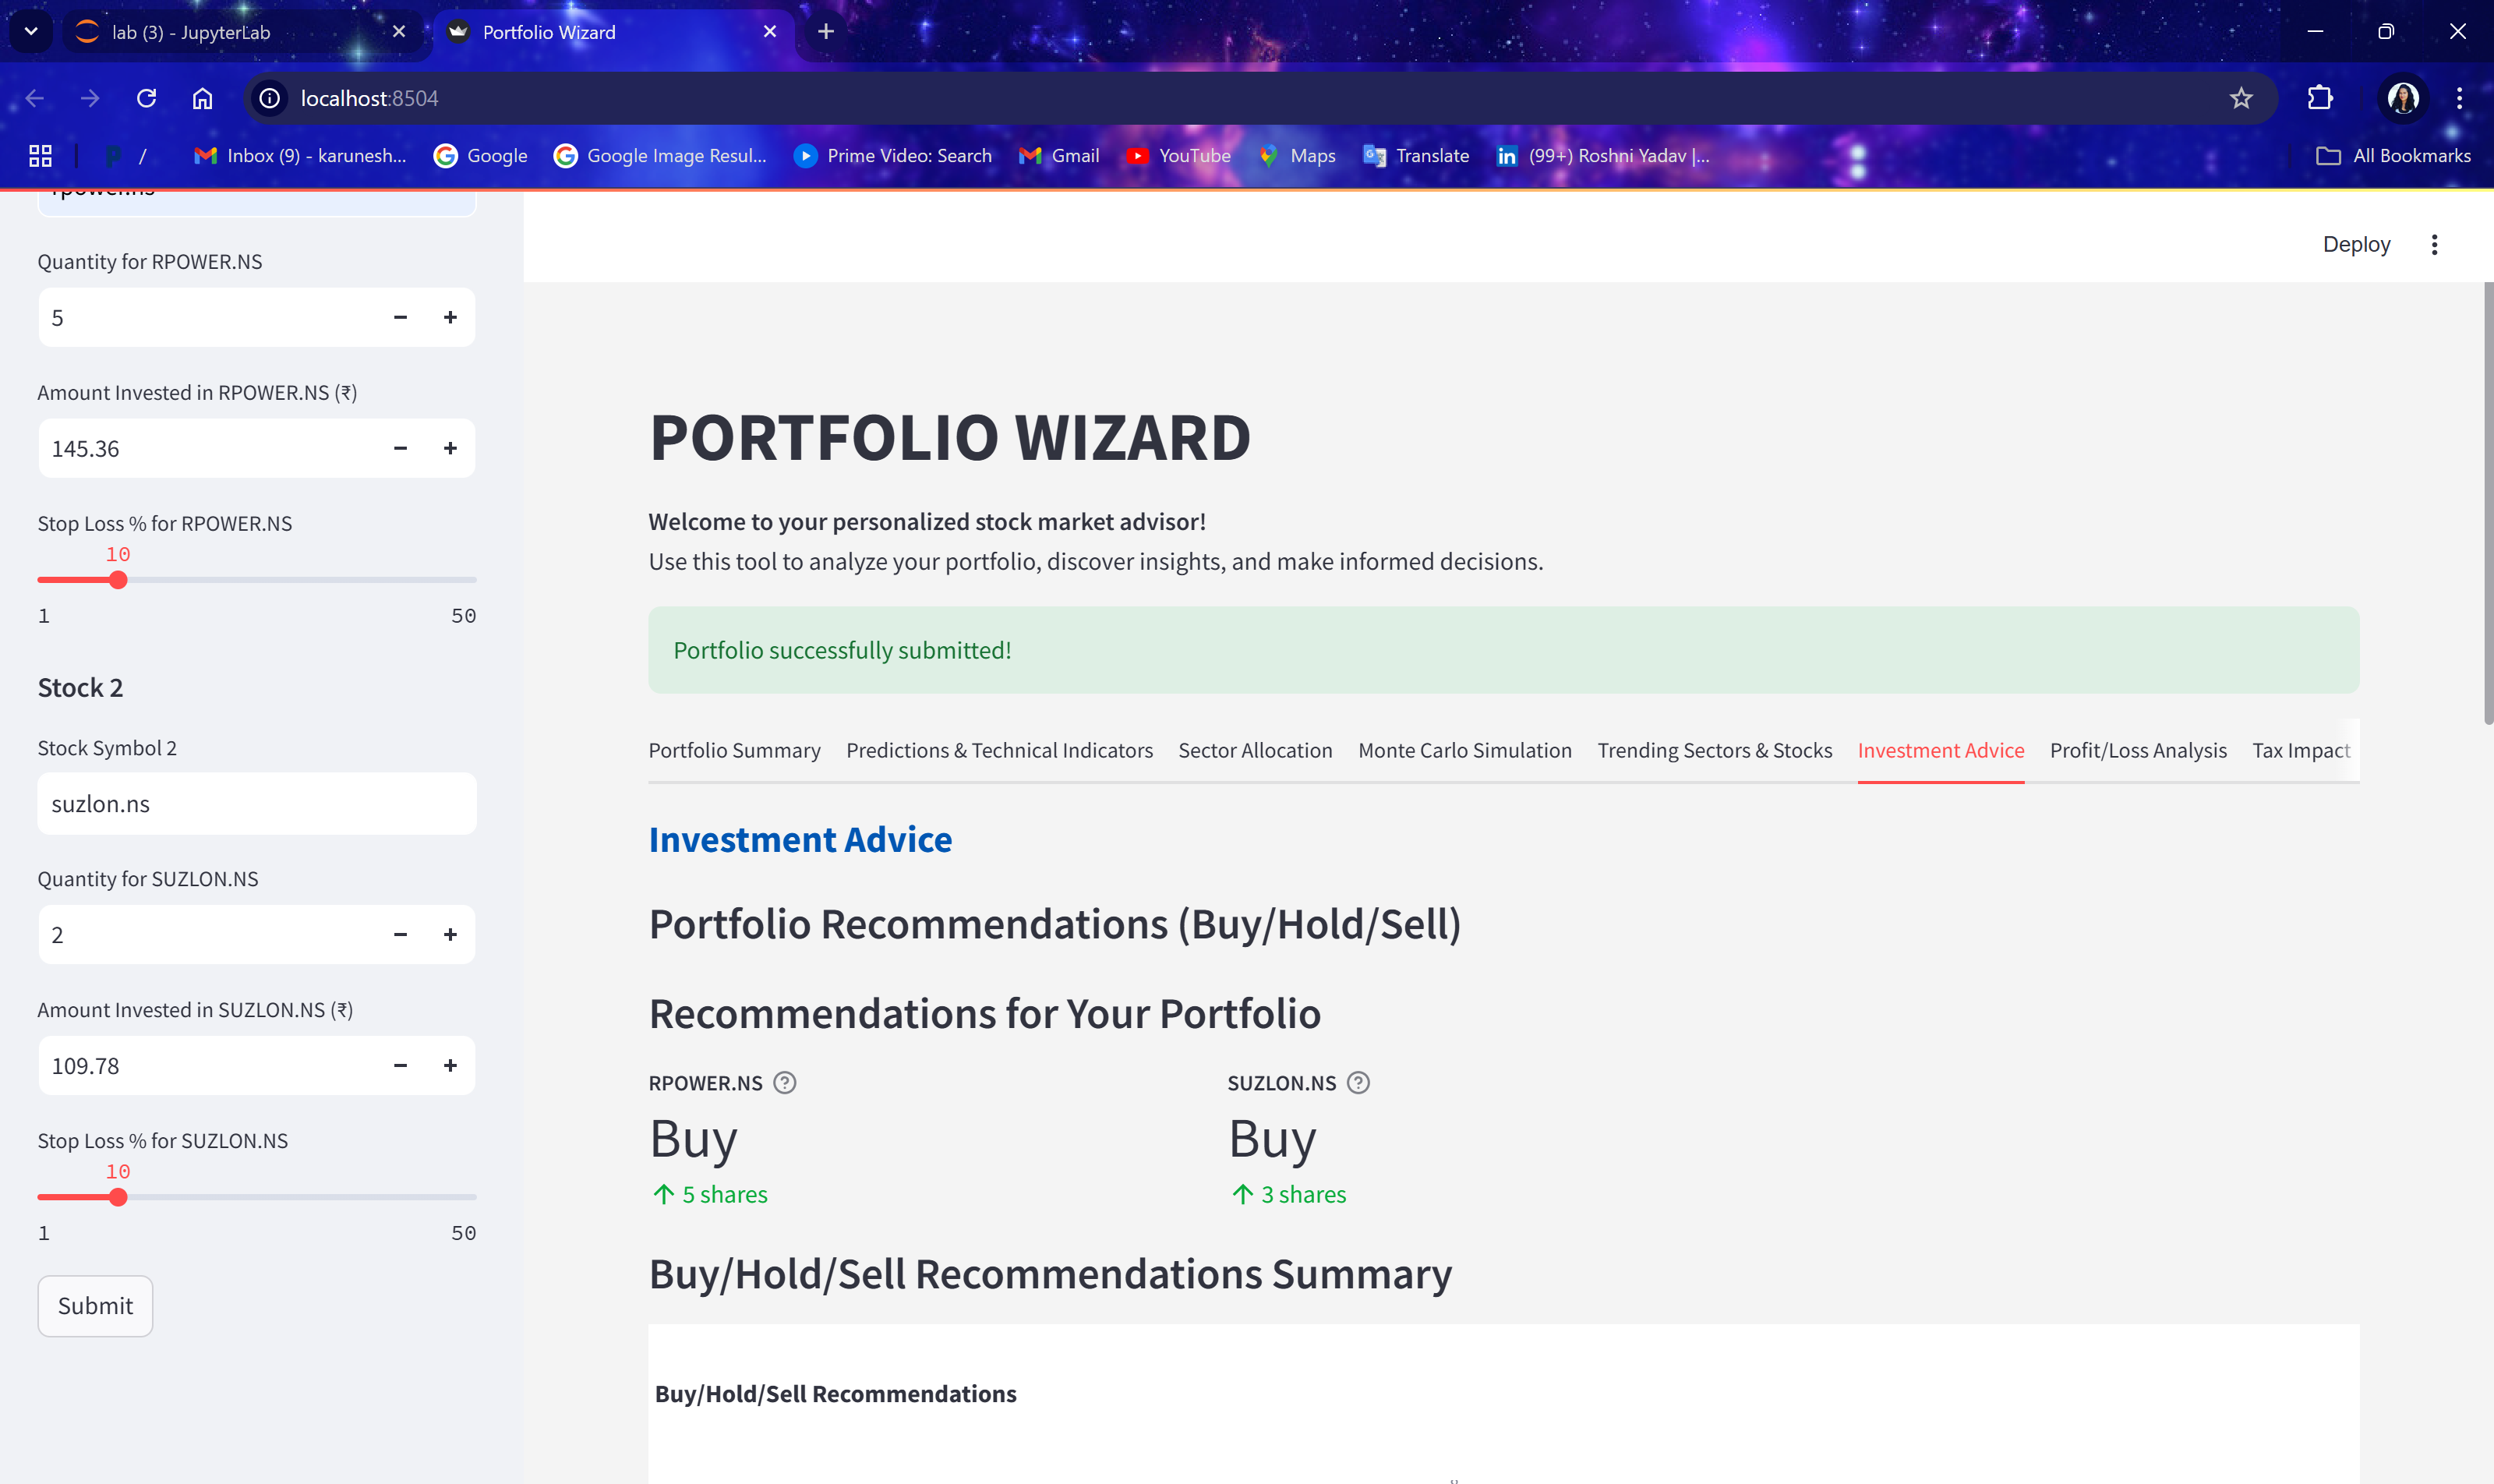 lab (3) - JupyterLab
Portfolio Wizard
localhost:8504
/
Inbox (9) - karunesh...
Google
Google Image Resul...
Prime Video: Search
Gmail
YouTube
Maps
Translate
(99+) Roshni Yadav |...
All Bookmarks
rpower.ns
Quantity for RPOWER.NS
5
Amount Invested in RPOWER.NS (₹)
145.36
Stop Loss % for RPOWER.NS
10
1 50
Stock 2
Stock Symbol 2
suzlon.ns
Quantity for SUZLON.NS
2
Amount Invested in SUZLON.NS (₹)
109.78
Stop Loss % for SUZLON.NS
10
1 50
Submit
Deploy
PORTFOLIO WIZARD
Welcome to your personalized stock market advisor!
Use this tool to analyze your portfolio, discover insights, and make informed decisions.
Portfolio successfully submitted!
Portfolio Summary Predictions & Technical Indicators Sector Allocation Monte Carlo Simulation Trending Sectors & Stocks Investment Advice Profit/Loss Analysis Tax Impact
Investment Advice
Portfolio Recommendations (Buy/Hold/Sell)
Recommendations for Your Portfolio
RPOWER.NS SUZLON.NS
Buy Buy
↑ 5 shares ↑ 3 shares
Buy/Hold/Sell Recommendations Summary
Buy/Hold/Sell Recommendations